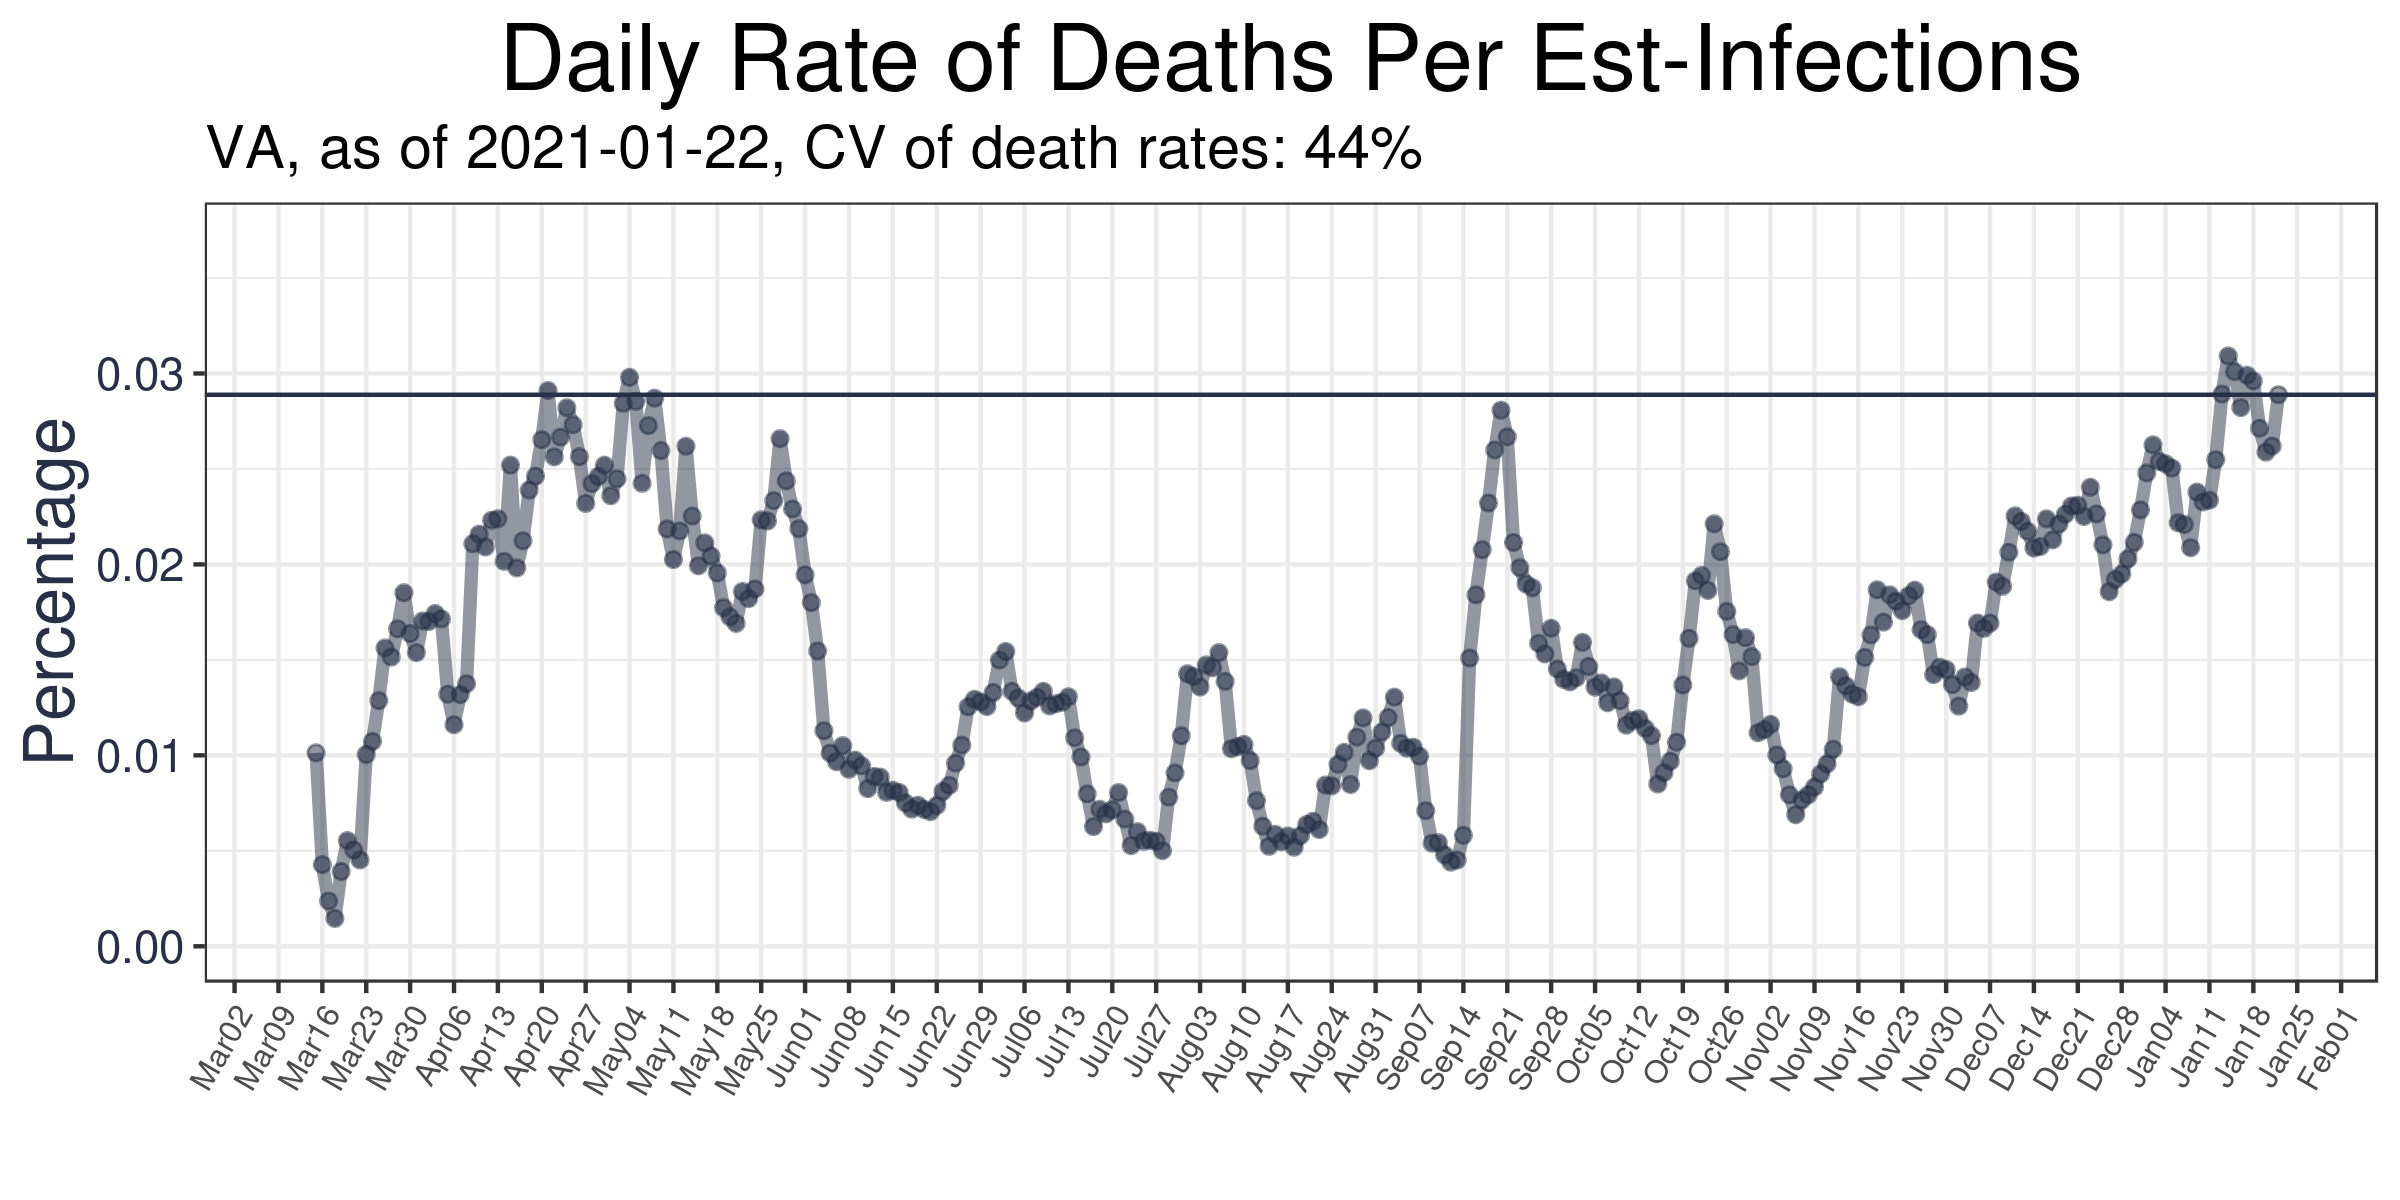 Daily Rate of Deaths Per Est-Infections
VA, as of 2021-01-22, CV of death rates: 44%
Percentage
0.03
0.02
0.01
0.00
Mar02
Mar09
Mar16
Mar23
Mar30
Apr06
Apr13
Apr20
Apr27
May04
May11
May18
May25
Jun01
Jun08
Jun15
Jun22
Jun29
Jul06
Jul13
Jul20
Jul27
Aug03
Aug10
Aug17
Aug24
Aug31
Sep07
Sep14
Sep21
Sep28
Oct05
Oct12
Oct19
Oct26
Nov02
Nov09
Nov16
Nov23
Nov30
Dec07
Dec14
Dec21
Dec28
Jan04
Jan11
Jan18
Jan25
Feb01